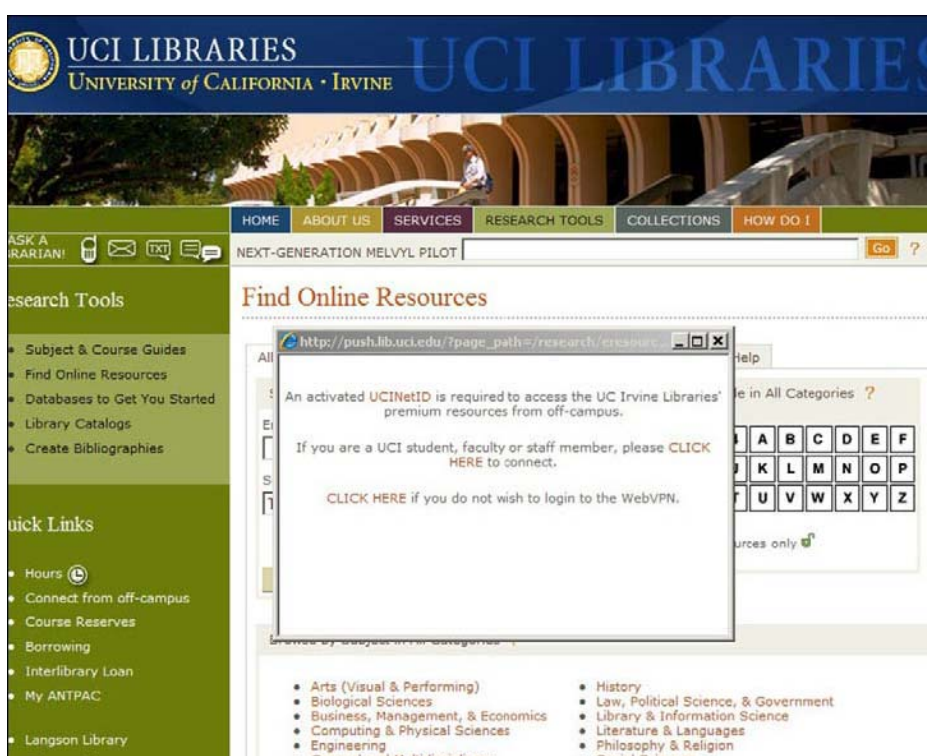 UCI LIBRARIES
UNIVERSITY of CALIFORNIA · IRVINE
UCI LIBRARIES
HOME ABOUT US SERVICES RESEARCH TOOLS COLLECTIONS HOW DO I
ASK A
LIBRARIAN! TXT
NEXT-GENERATION MELVYL PILOT Go ?
Research Tools
Subject & Course Guides
Find Online Resources
Databases to Get You Started
Library Catalogs
Create Bibliographies
Quick Links
Hours
Connect from off-campus
Course Reserves
Borrowing
Interlibrary Loan
My ANTPAC
Langson Library
Find Online Resources
All
Help
http://push.lib.uci.edu/?page_path=/research/eresourc
An activated UCINetID is required to access the UC Irvine Libraries'
premium resources from off-campus.
If you are a UCI student, faculty or staff member, please CLICK
HERE to connect.
CLICK HERE if you do not wish to login to the WebVPN.
in All Categories ?
A B C D E F
K L M N O P
U V W X Y Z
only
Arts (Visual & Performing)
Biological Sciences
Business, Management, & Economics
Computing & Physical Sciences
Engineering
History
Law, Political Science, & Government
Library & Information Science
Literature & Languages
Philosophy & Religion